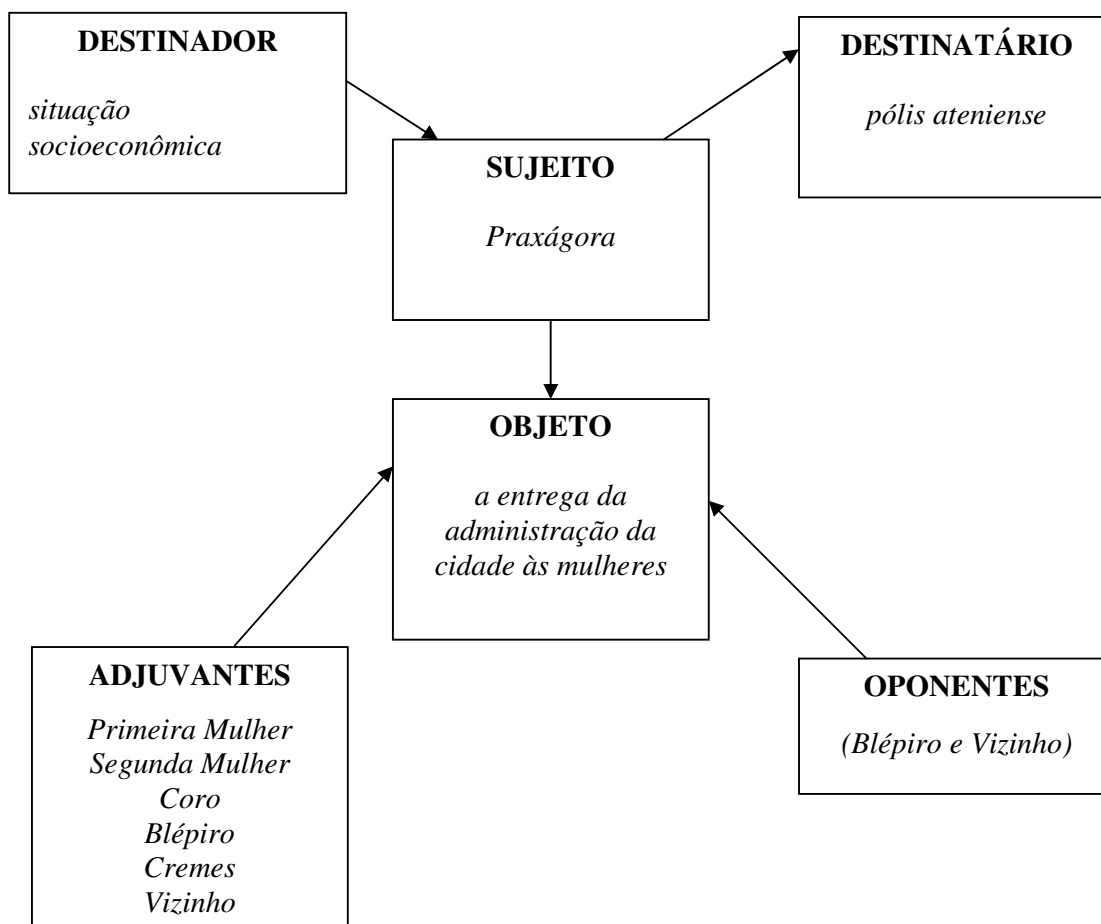 DESTINADOR
situação
socioeconômica
DESTINATÁRIO
pólis ateniense
SUJEITO
Praxágora
OBJETO
a entrega da
administração da
cidade às mulheres
ADJUVANTES
Primeira Mulher
Segunda Mulher
Coro
Blépiro
Cremes
Vizinho
OPONENTES
(Blépiro e Vizinho)